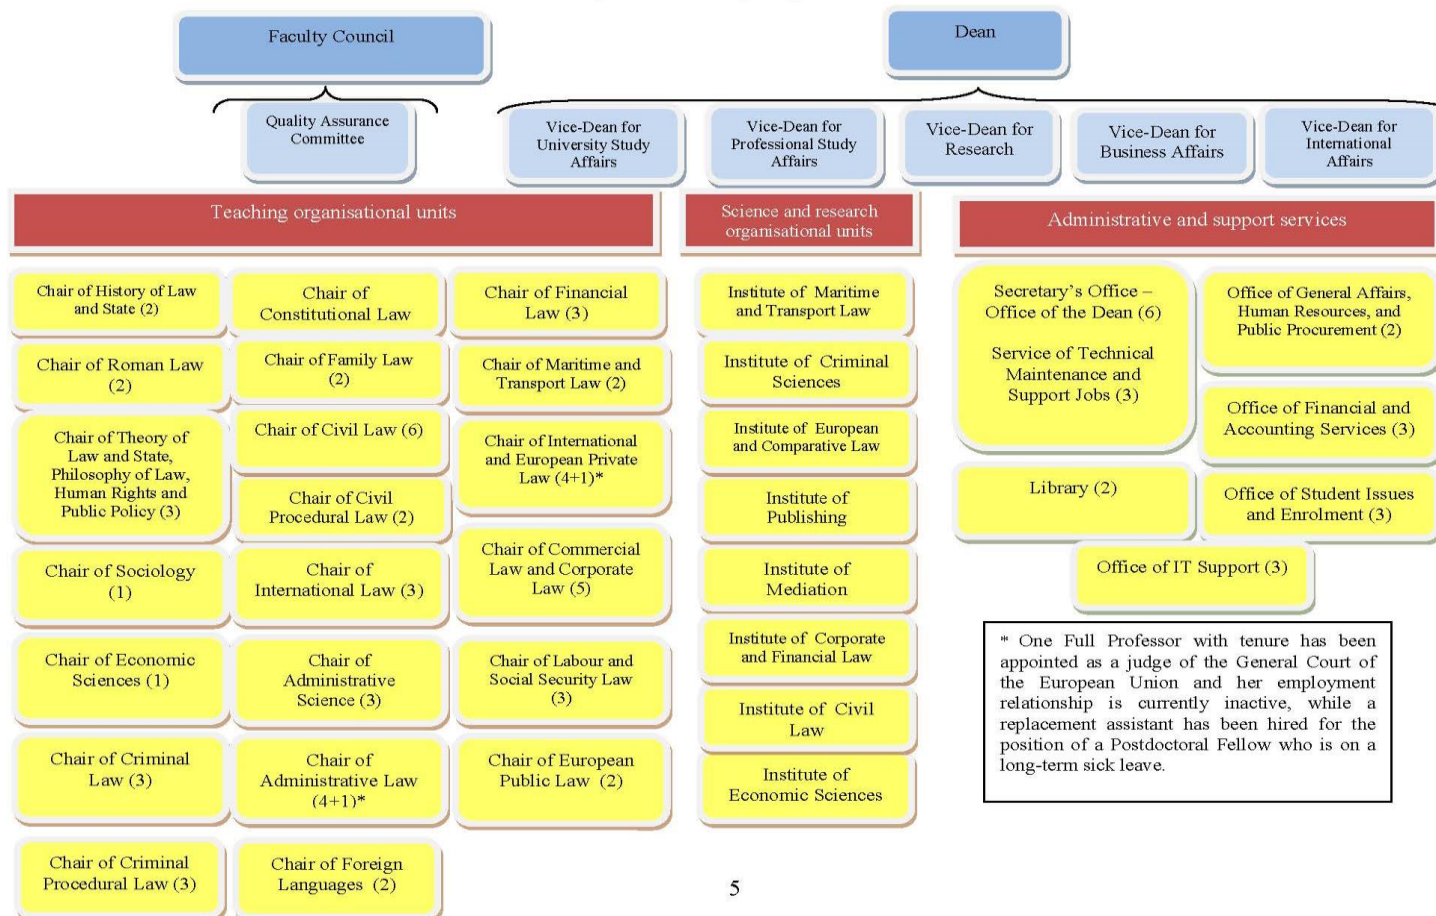 Faculty Council
Dean
Quality Assurance
Committee
Vice-Dean for
University Study
Affairs
Vice-Dean for
Professional Study
Affairs
Vice-Dean for
Research
Vice-Dean for
Business Affairs
Vice-Dean for
International
Affairs
Teaching organisational units
Science and research
organisational units
Administrative and support services
Chair of History of Law
and State (2)
Chair of Roman Law
(2)
Chair of Theory of
Law and State,
Philosophy of Law,
Human Rights and
Public Policy (3)
Chair of Sociology
(1)
Chair of Economic
Sciences (1)
Chair of Criminal
Law (3)
Chair of Criminal
Procedural Law (3)
Chair of
Constitutional Law
Chair of Family Law
(2)
Chair of Civil Law (6)
Chair of Civil
Procedural Law (2)
Chair of
International Law (3)
Chair of
Administrative
Science (3)
Chair of
Administrative Law
(4+1)*
Chair of Foreign
Languages (2)
Chair of Financial
Law (3)
Chair of Maritime and
Transport Law (2)
Chair of International
and European Private
Law (4+1)*
Chair of Commercial
Law and Corporate
Law (5)
Chair of Labour and
Social Security Law
(3)
Chair of European
Public Law (2)
Institute of Maritime
and Transport Law
Institute of Criminal
Sciences
Institute of European
and Comparative Law
Institute of
Publishing
Institute of
Mediation
Institute of Corporate
and Financial Law
Institute of Civil
Law
Institute of
Economic Sciences
Secretary's Office –
Office of the Dean (6)
Service of Technical
Maintenance and
Support Jobs (3)
Library (2)
Office of General Affairs,
Human Resources, and
Public Procurement (2)
Office of Financial and
Accounting Services (3)
Office of Student Issues
and Enrolment (3)
Office of IT Support (3)
* One Full Professor with tenure has been
appointed as a judge of the General Court of
the European Union and her employment
relationship is currently inactive, while a
replacement assistant has been hired for the
position of a Postdoctoral Fellow who is on a
long-term sick leave.
5